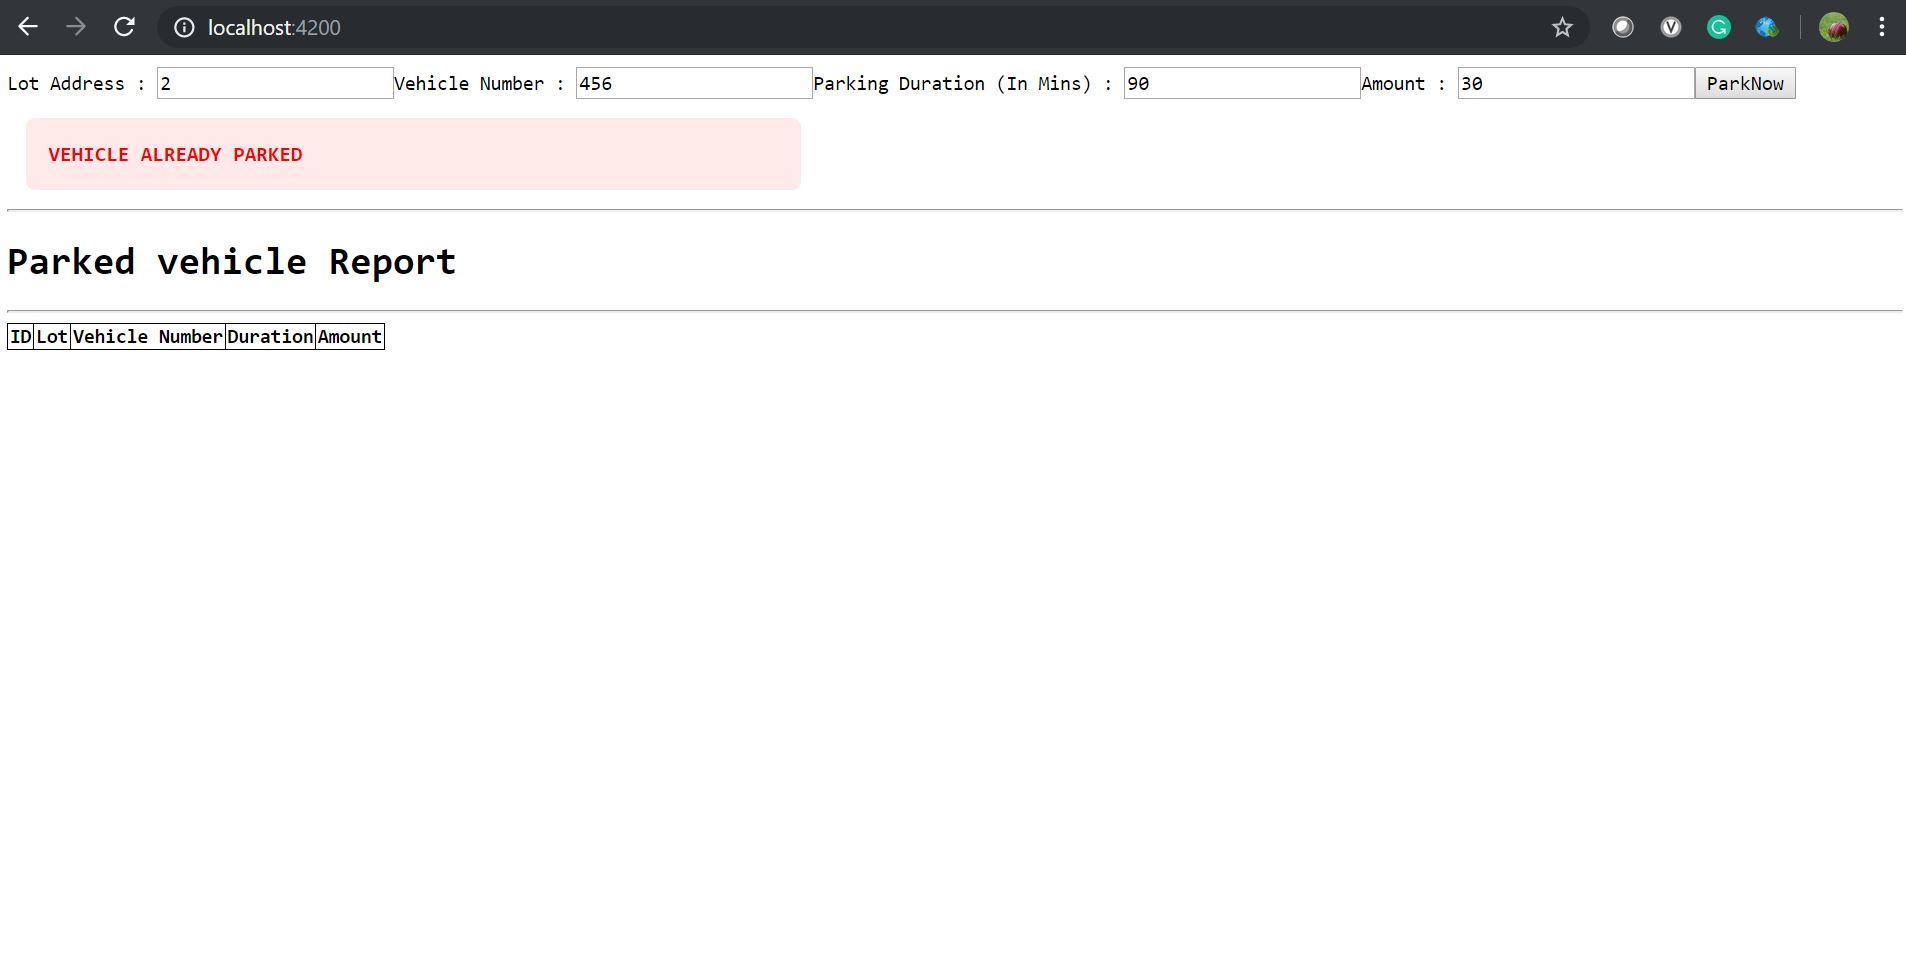 localhost:4200
Lot Address : 2 Vehicle Number : 456 Parking Duration (In Mins) : 90 Amount : 30 ParkNow
VEHICLE ALREADY PARKED
Parked vehicle Report
ID Lot Vehicle Number Duration Amount